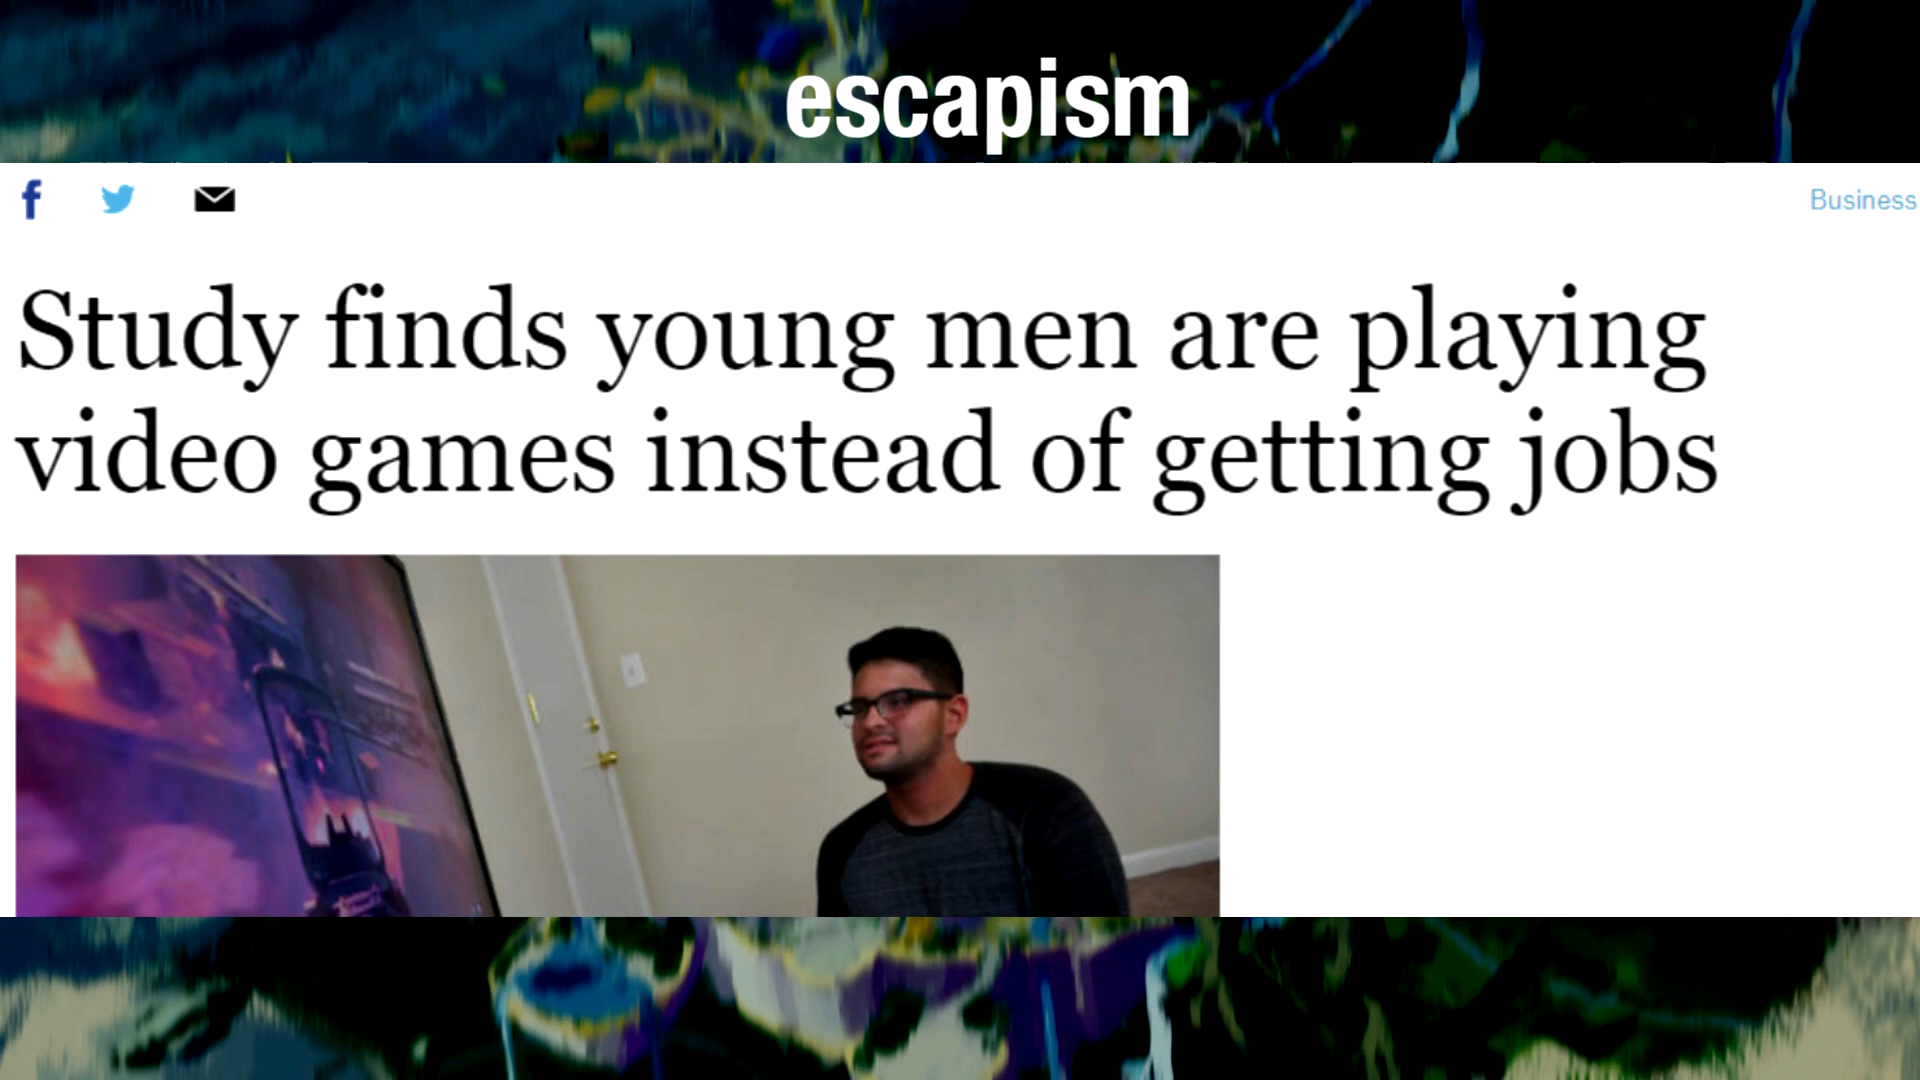 escapism
Business
Study finds young men are playing
video games instead of getting jobs